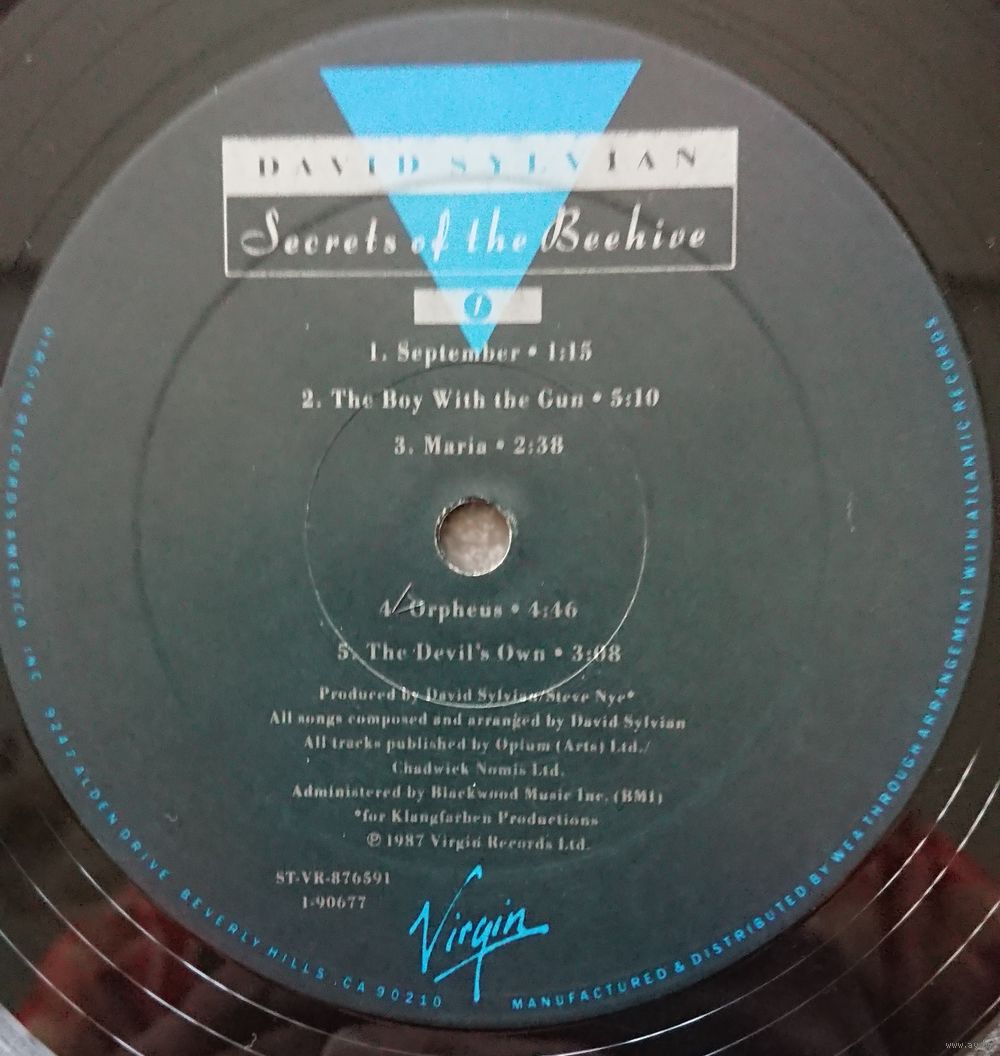 DAVID SYLVIAN
Secrets of the Beehive
1
1. September • 1:15
2. The Boy With the Gun • 5:10
3. Maria • 2:38
4. Orpheus • 4:46
5. The Devil's Own • 3:08
Produced by David Sylvian/Steve Nye*
All songs composed and arranged by David Sylvian
All tracks published by Opium (Arts) Ltd./
Chadwick Nomis Ltd.
Administered by Blackwood Music Inc. (BMI)
*for Klangfarben Productions
℗ 1987 Virgin Records Ltd.
ST-VR-876591
1-90677
Virgin
VIRGIN RECORDS AMERICA INC 9247 ALDEN DRIVE BEVERLY HILLS .CA 90210
MANUFACTURED & DISTRIBUTED BY WEA THROUGH ARRANGEMENT WITH ATLANTIC RECORDS